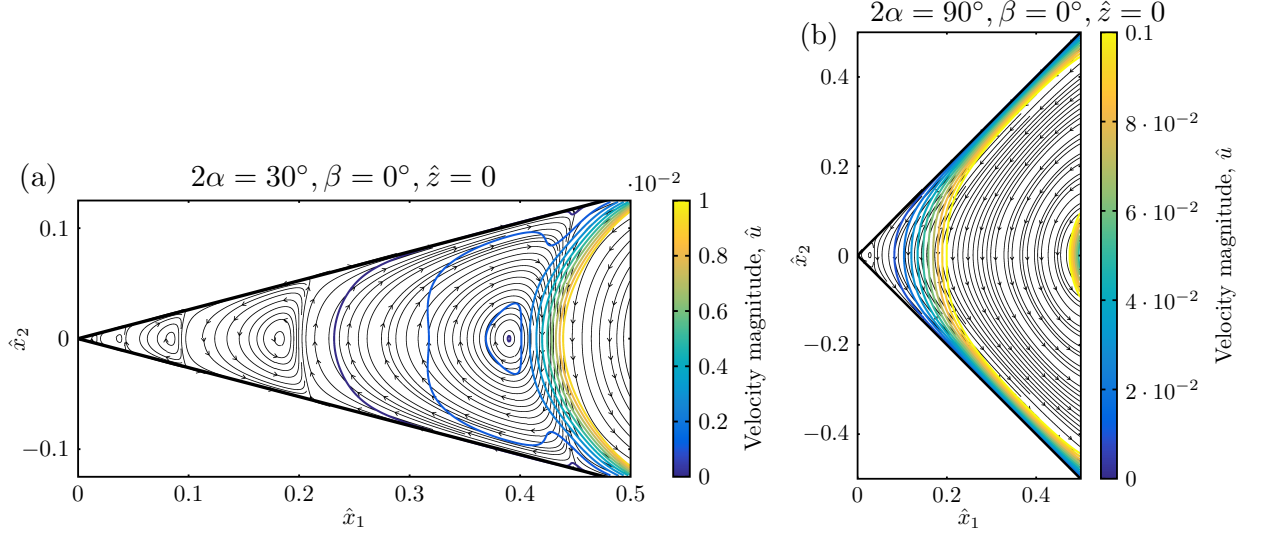 (a)
2α = 30°, β = 0°, ẑ = 0
·10⁻²
0.1
0
−0.1
x̂₂
0
0.1
0.2
0.3
0.4
0.5
x̂₁
1
0.8
0.6
0.4
0.2
0
Velocity magnitude, û
(b)
2α = 90°, β = 0°, ẑ = 0
0.4
0.2
0
−0.2
−0.4
x̂₂
0
0.2
0.4
x̂₁
0.1
8 · 10⁻²
6 · 10⁻²
4 · 10⁻²
2 · 10⁻²
0
Velocity magnitude, û